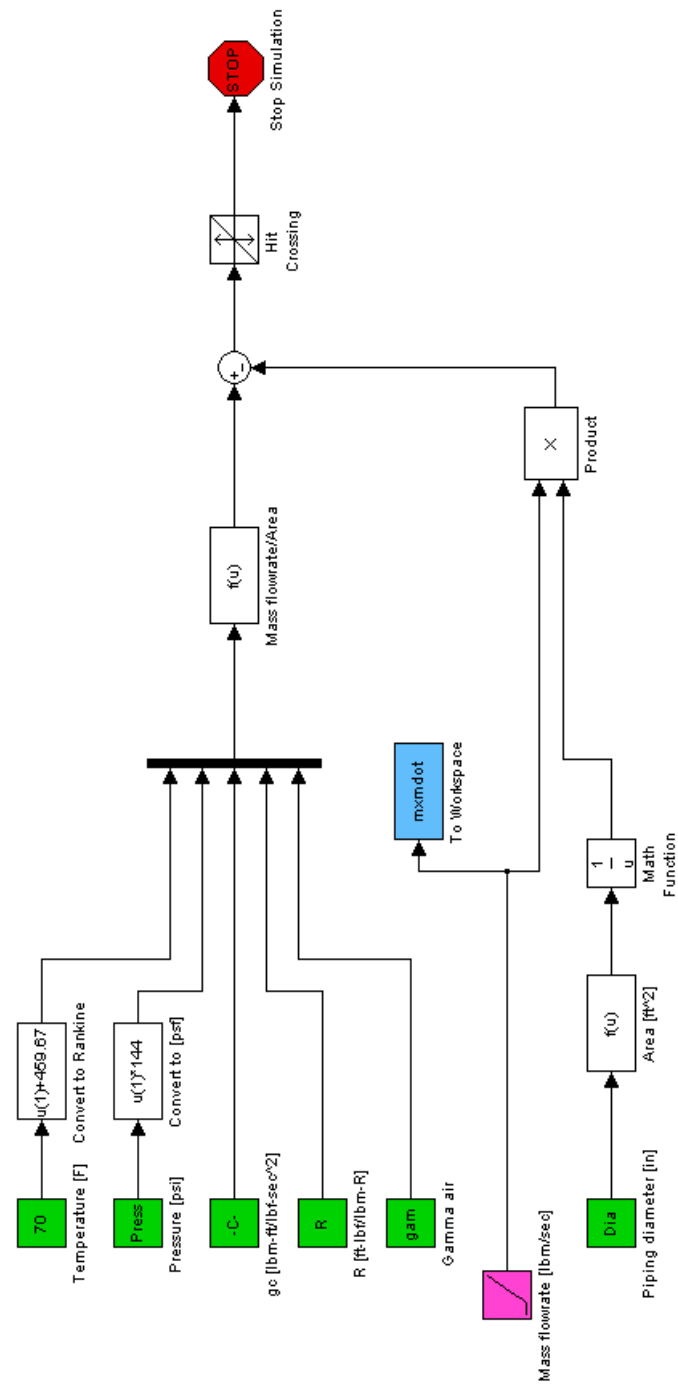 70
Temperature [F]
u(1)+459.67
Convert to Rankine
Press
Pressure [psi]
u(1)*144
Convert to [psf]
-C-
gc [lbm-ft/lbf-sec^2]
R
R [ft-lbf/lbm-R]
gam
Gamma air
f(u)
Mass flowrate/Area
+
-
Hit
Crossing
STOP
Stop Simulation
mxmdot
To Workspace
Mass flowrate [lbm/sec]
Dia
Piping diameter [in]
f(u)
Area [ft^2]
1
u
Math
Function
×
Product